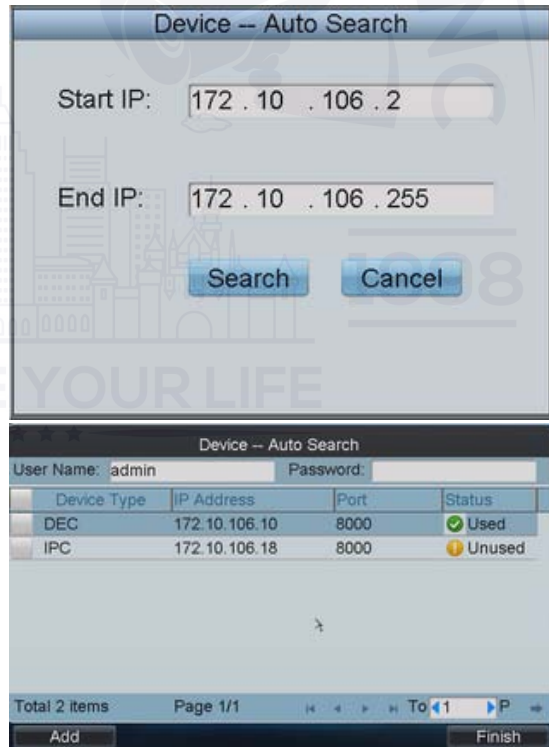 Device -- Auto Search
Start IP: 172 . 10 . 106 . 2
End IP: 172 . 10 . 106 . 255
Search Cancel
1998
E YOUR LIFE
Device -- Auto Search
User Name: admin Password:
Device Type IP Address Port Status
DEC 172.10.106.10 8000 Used
IPC 172.10.106.18 8000 Unused
Total 2 items Page 1/1 To 1 P
Add Finish